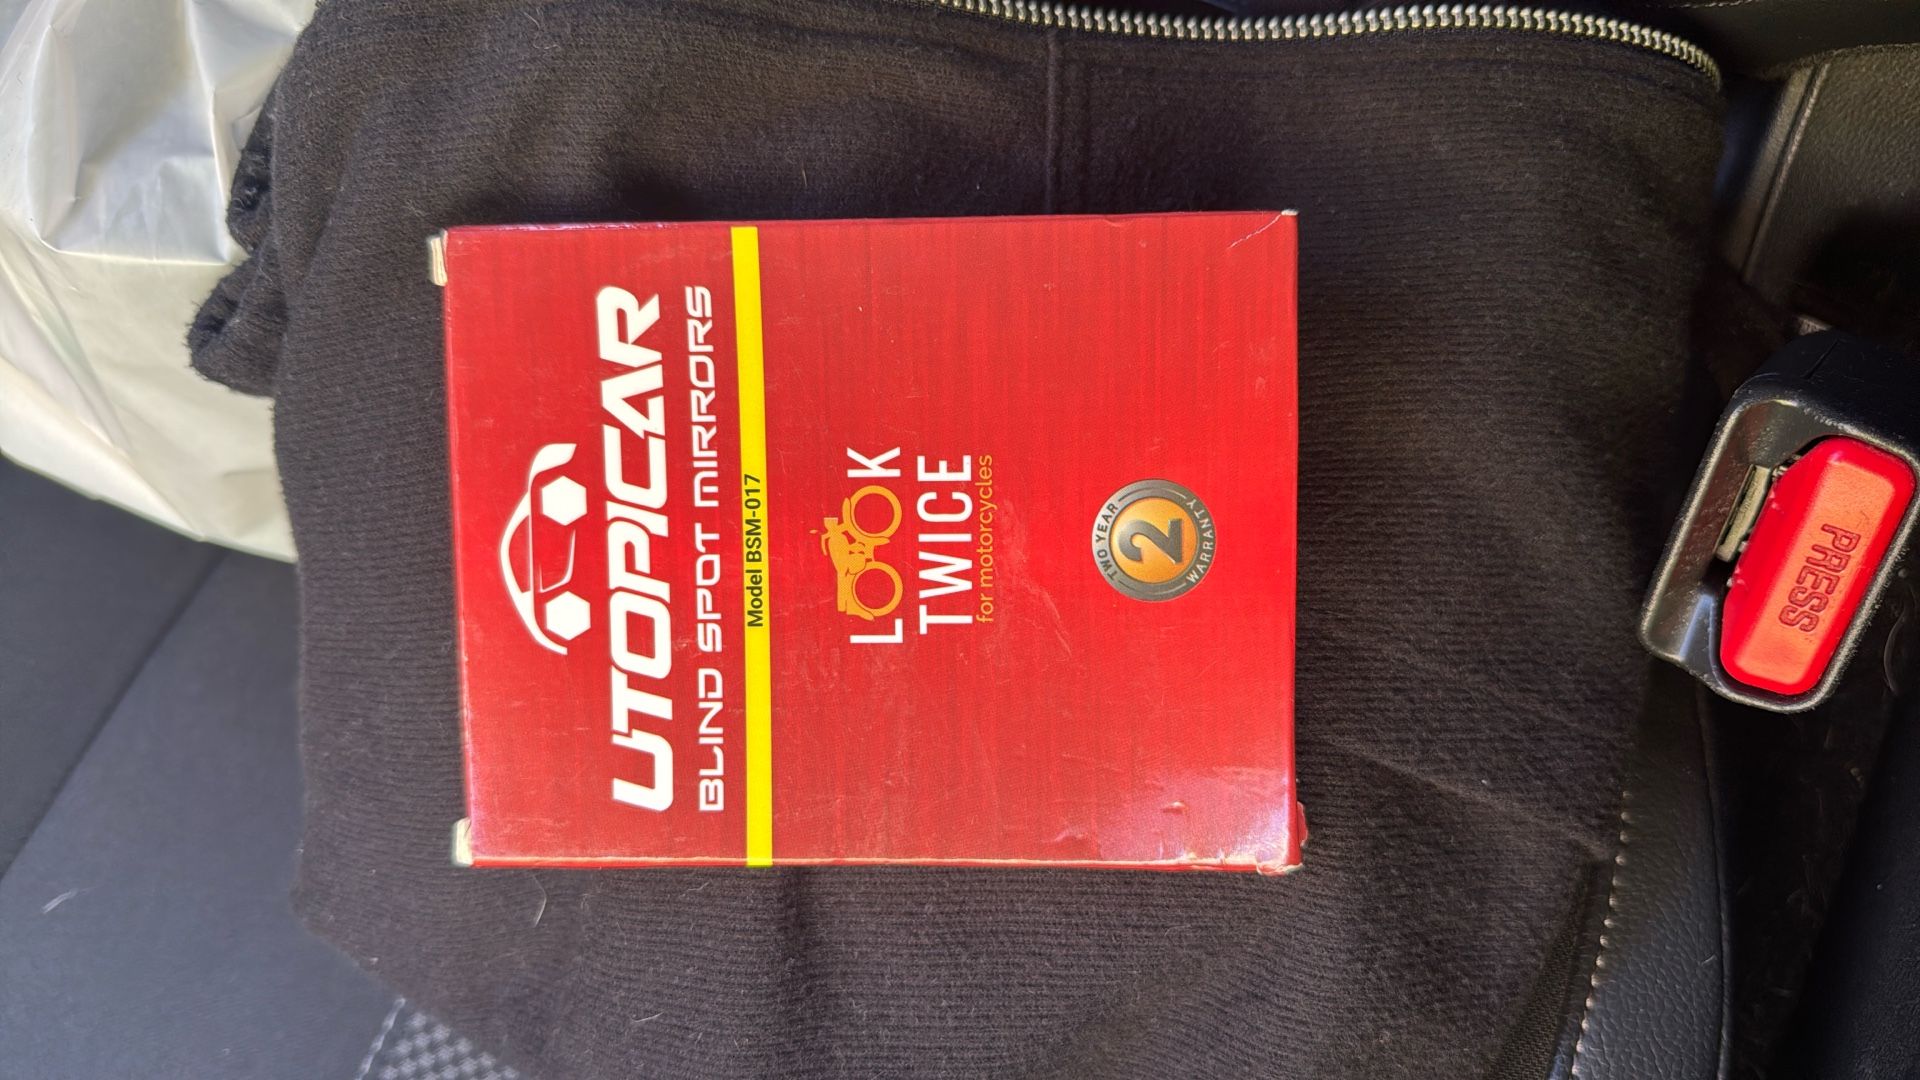 UTOPICAR
BLIND SPOT MIRRORS
Model BSM-017
LOOK
TWICE
for motorcycles
TWO YEAR
2
WARRANTY
PRESS